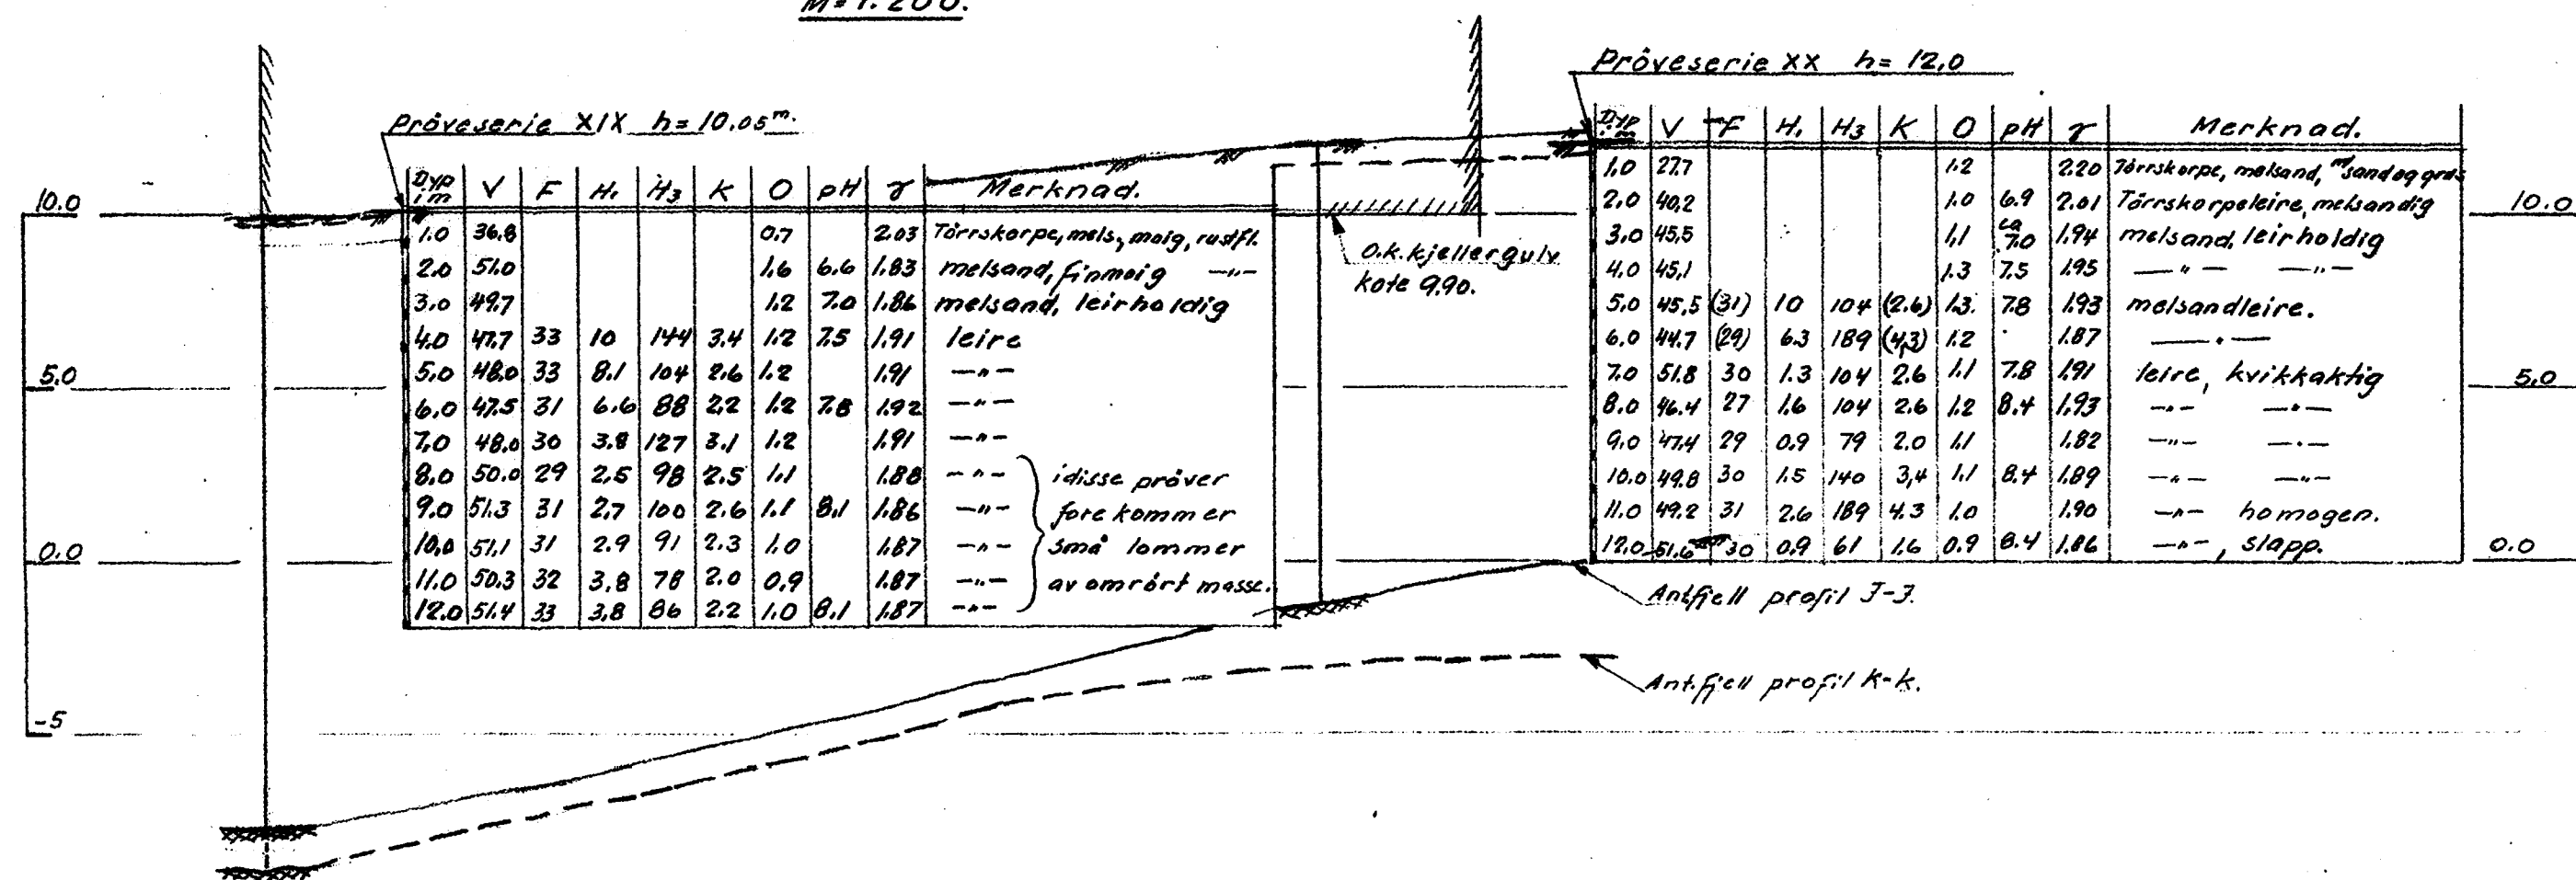 M=1:200.
Pröveserie XIX h=10.05m.
Dyp i m V F H1 H3 K O pH γ Merknad.
1.0 36.8 0.7 2.03 Törrskorpe, mels., moig, rustfl.
2.0 51.0 1.6 6.6 1.83 melsand, finmoig —"—
3.0 49.7 1.2 7.0 1.86 melsand, leirholdig
4.0 47.7 33 10 144 3.4 1.2 7.5 1.91 leire
5.0 48.0 33 8.1 104 2.6 1.2 1.91 —"—
6.0 47.5 31 6.6 88 2.2 1.2 7.8 1.92 —"—
7.0 48.0 30 3.8 127 3.1 1.2 1.91 —"—
8.0 50.0 29 2.5 98 2.5 1.1 1.88 —"— idisse pröver
9.0 51.3 31 2.7 100 2.6 1.1 8.1 1.86 —"— forekommer
10.0 51.1 31 2.9 91 2.3 1.0 1.87 —"— små lommer
11.0 50.3 32 3.8 78 2.0 0.9 1.87 —"— av omrört masse.
12.0 51.4 33 3.8 86 2.2 1.0 8.1 1.87 —"—
Pröveserie XX h= 12,0
Dyp i m V F H1 H3 K O pH γ Merknad.
1.0 27.7 1.2 2.20 Törrskorpe, melsand, m/sand og grus
2.0 40.2 1.0 6.9 2.01 Törrskorpeleire, melsandig
3.0 45.5 1.1 ca 7.0 1.94 melsand, leirholdig
4.0 45.1 1.3 7.5 1.95 —"— —"—
5.0 45.5 (31) 10 104 (2.6) 1.3. 7.8 1.93 melsandleire.
6.0 44.7 (29) 6.3 189 (4.3) 1.2 1.87 —"—
7.0 51.8 30 1.3 104 2.6 1.1 7.8 1.91 leire, kvikkaktig
8.0 46.4 27 1.6 104 2.6 1.2 8.4 1.93 —"— —"—
9.0 47.4 29 0.9 79 2.0 1.1 1.82 —"— —"—
10.0 49.8 30 1.5 140 3,4 1.1 8.4 1.89 —"— —"—
11.0 49.2 31 2.6 189 4.3 1.0 1.90 —"— homogen.
12.0 51.6 30 0.9 61 1.6 0.9 8.4 1.86 —"—, slapp.
O.k. kjellergulv
kote 9.90.
Ant.fjell profil J-J.
Ant.fjell profil K-K.
10.0
5.0
0.0
-5
10.0
5.0
0.0